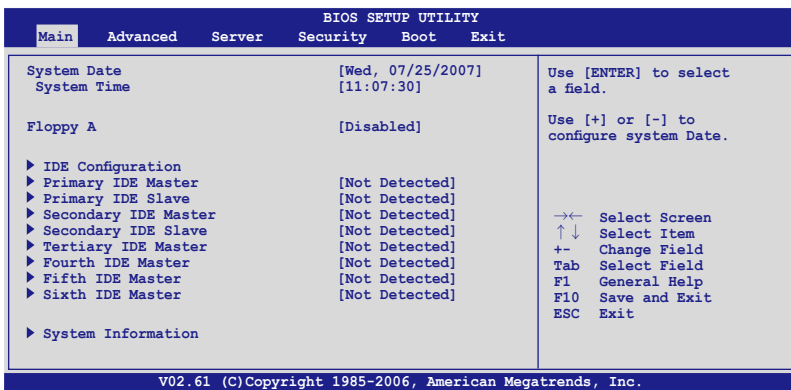 BIOS SETUP UTILITY
Main Advanced Server Security Boot Exit
System Date [Wed, 07/25/2007]
System Time [11:07:30]
Floppy A [Disabled]
IDE Configuration
Primary IDE Master [Not Detected]
Primary IDE Slave [Not Detected]
Secondary IDE Master [Not Detected]
Secondary IDE Slave [Not Detected]
Tertiary IDE Master [Not Detected]
Fourth IDE Master [Not Detected]
Fifth IDE Master [Not Detected]
Sixth IDE Master [Not Detected]
System Information
Use [ENTER] to select
a field.
Use [+] or [-] to
configure system Date.
→← Select Screen
↑↓ Select Item
+- Change Field
Tab Select Field
F1 General Help
F10 Save and Exit
ESC Exit
V02.61 (C)Copyright 1985-2006, American Megatrends, Inc.